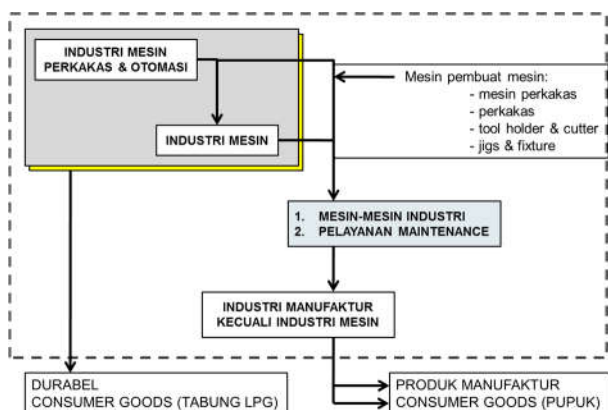 INDUSTRI MESIN
PERKAKAS & OTOMASI
INDUSTRI MESIN
Mesin pembuat mesin:
- mesin perkakas
- perkakas
- tool holder & cutter
- jigs & fixture
1. MESIN-MESIN INDUSTRI
2. PELAYANAN MAINTENANCE
INDUSTRI MANUFAKTUR
KECUALI INDUSTRI MESIN
DURABEL
CONSUMER GOODS (TABUNG LPG)
PRODUK MANUFAKTUR
CONSUMER GOODS (PUPUK)